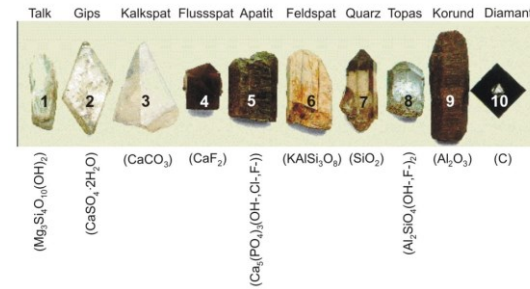 Talk Gips Kalkspat Flussspat Apatit Feldspat Quarz Topas Korund Diamant
1 2 3 4 5 6 7 8 9 10
(Mg₃Si₄O₁₀(OH)₂) (CaSO₄·2H₂O) (CaCO₃) (CaF₂) (Ca₅(PO₄)₃(OH-,Cl-,F-)) (KAlSi₃O₈) (SiO₂) (Al₂SiO₄(OH-,F-)₂) (Al₂O₃) (C)